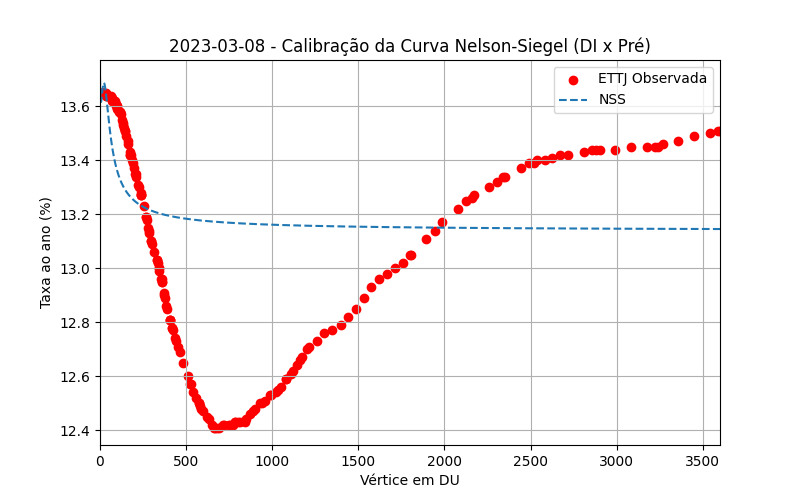 2023-03-08 - Calibração da Curva Nelson-Siegel (DI x Pré)
ETTJ Observada
NSS
Taxa ao ano (%)
13.6
13.4
13.2
13.0
12.8
12.6
12.4
0 500 1000 1500 2000 2500 3000 3500
Vértice em DU